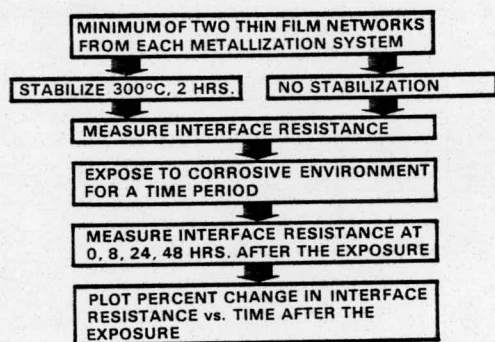 MINIMUM OF TWO THIN FILM NETWORKS
FROM EACH METALLIZATION SYSTEM
STABILIZE 300°C, 2 HRS.
NO STABILIZATION
MEASURE INTERFACE RESISTANCE
EXPOSE TO CORROSIVE ENVIRONMENT
FOR A TIME PERIOD
MEASURE INTERFACE RESISTANCE AT
0, 8, 24, 48 HRS. AFTER THE EXPOSURE
PLOT PERCENT CHANGE IN INTERFACE
RESISTANCE vs. TIME AFTER THE
EXPOSURE